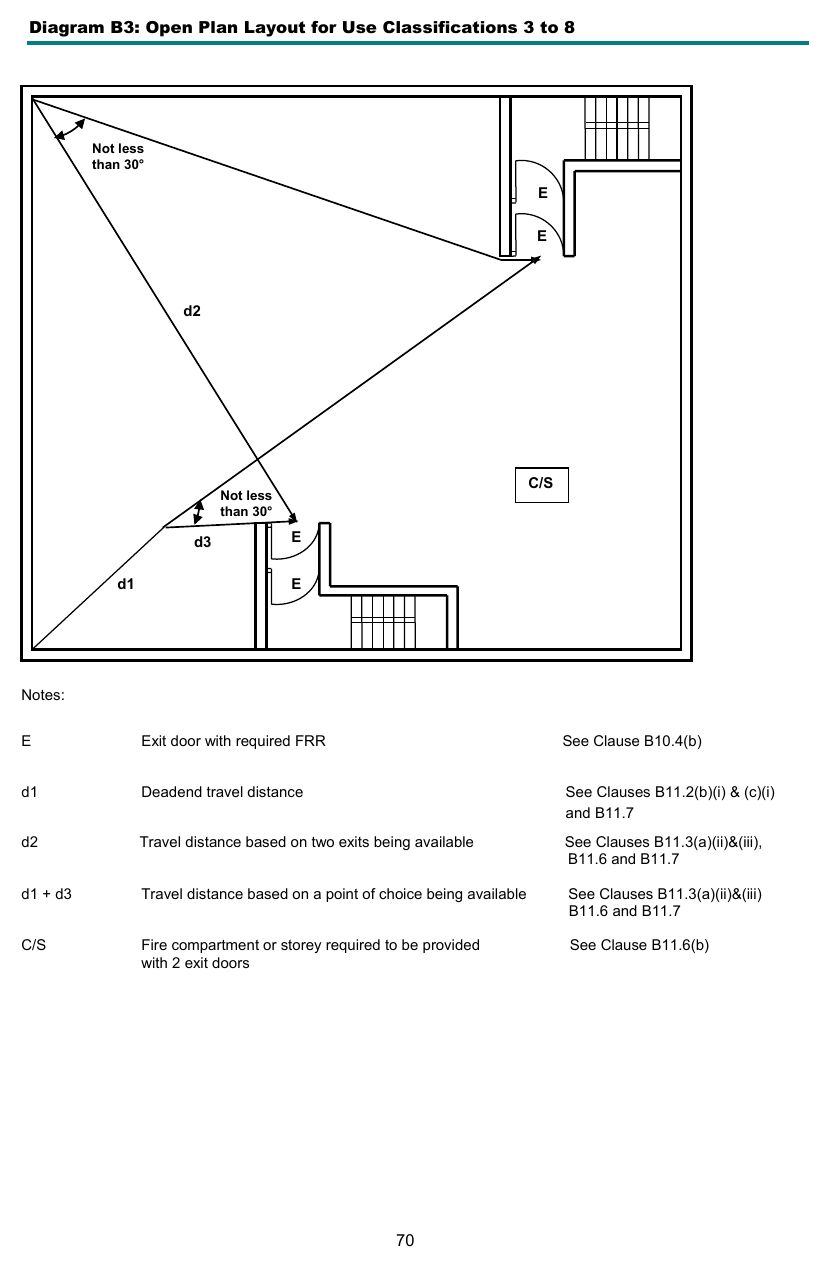 Diagram B3: Open Plan Layout for Use Classifications 3 to 8
Not less
than 30°
E
E
d2
C/S
Not less
than 30°
E
d3
d1
E
Notes:
E Exit door with required FRR See Clause B10.4(b)
d1 Deadend travel distance See Clauses B11.2(b)(i) & (c)(i)
and B11.7
d2 Travel distance based on two exits being available See Clauses B11.3(a)(ii)&(iii),
B11.6 and B11.7
d1 + d3 Travel distance based on a point of choice being available See Clauses B11.3(a)(ii)&(iii)
B11.6 and B11.7
C/S Fire compartment or storey required to be provided See Clause B11.6(b)
with 2 exit doors
70